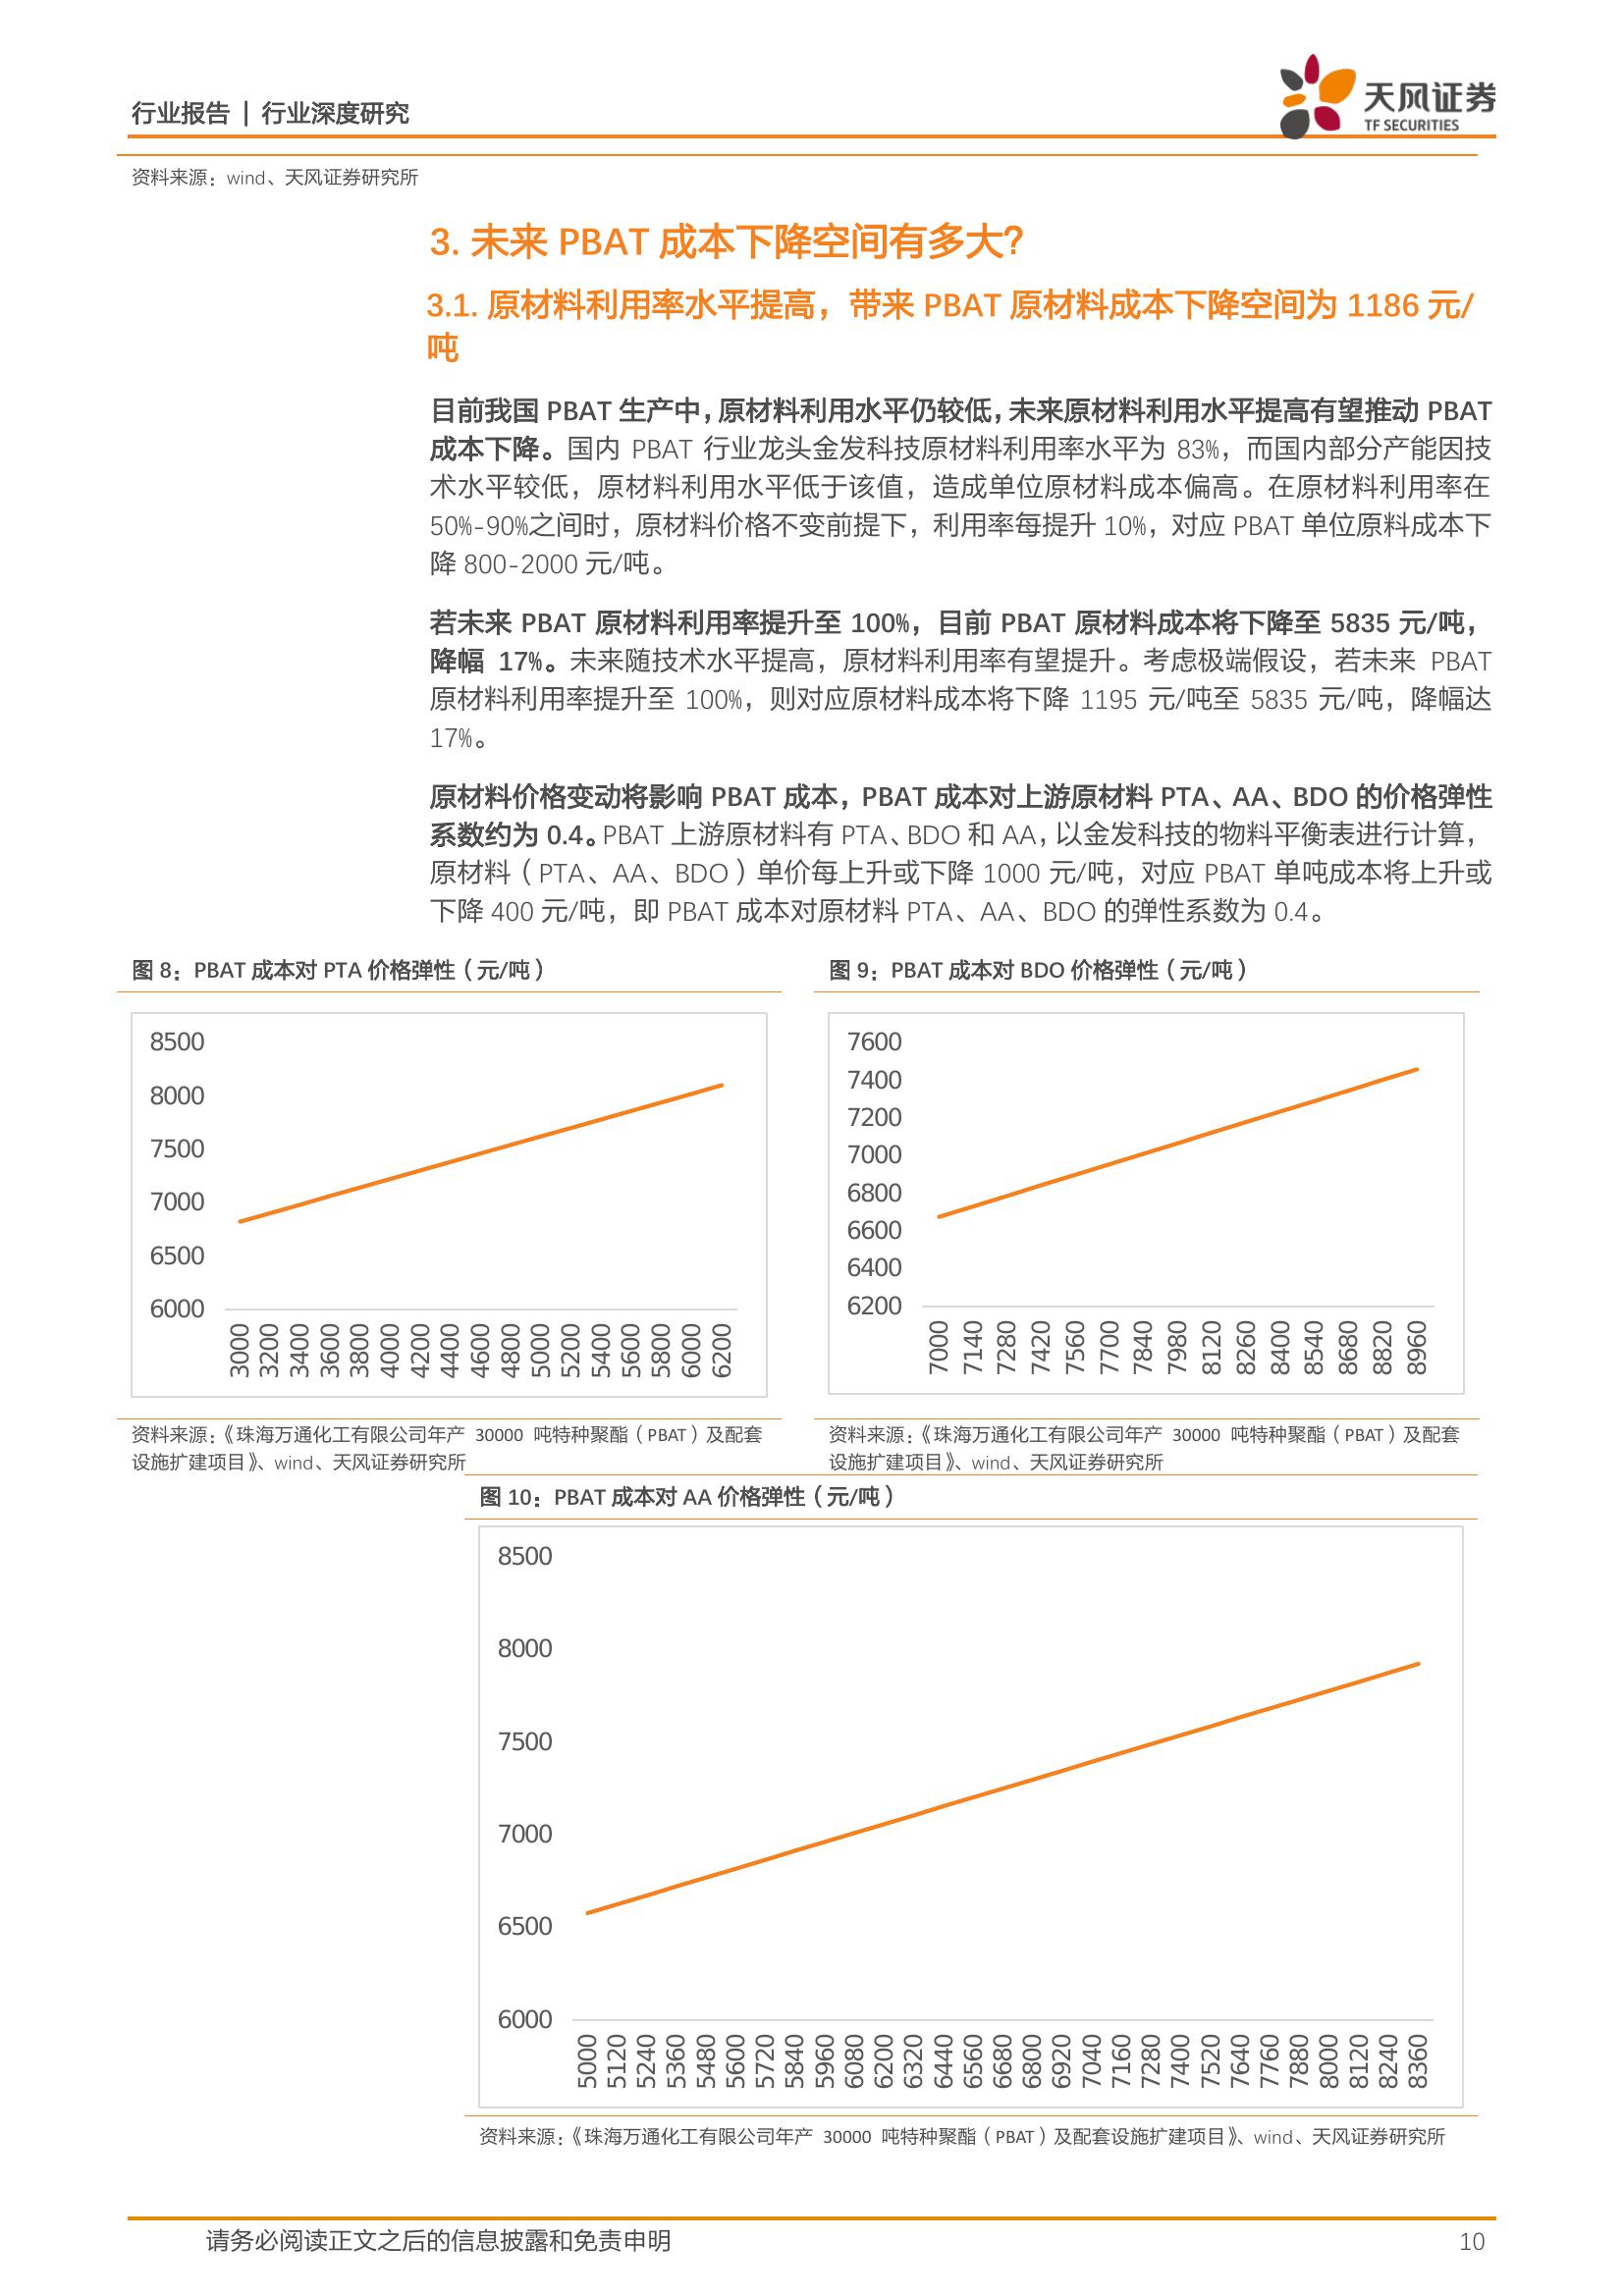 行业报告 | 行业深度研究
天风证券
TF SECURITIES
资料来源：wind、天风证券研究所
3. 未来 PBAT 成本下降空间有多大？
3.1. 原材料利用率水平提高，带来 PBAT 原材料成本下降空间为 1186 元/
吨
目前我国 PBAT 生产中，原材料利用水平仍较低，未来原材料利用水平提高有望推动 PBAT
成本下降。国内 PBAT 行业龙头金发科技原材料利用率水平为 83%，而国内部分产能因技
术水平较低，原材料利用水平低于该值，造成单位原材料成本偏高。在原材料利用率在
50%-90%之间时，原材料价格不变前提下，利用率每提升 10%，对应 PBAT 单位原料成本下
降 800-2000 元/吨。
若未来 PBAT 原材料利用率提升至 100%，目前 PBAT 原材料成本将下降至 5835 元/吨，
降幅 17%。未来随技术水平提高，原材料利用率有望提升。考虑极端假设，若未来 PBAT
原材料利用率提升至 100%，则对应原材料成本将下降 1195 元/吨至 5835 元/吨，降幅达
17%。
原材料价格变动将影响 PBAT 成本，PBAT 成本对上游原材料 PTA、AA、BDO 的价格弹性
系数约为 0.4。PBAT 上游原材料有 PTA、BDO 和 AA，以金发科技的物料平衡表进行计算，
原材料（PTA、AA、BDO）单价每上升或下降 1000 元/吨，对应 PBAT 单吨成本将上升或
下降 400 元/吨，即 PBAT 成本对原材料 PTA、AA、BDO 的弹性系数为 0.4。
图 8：PBAT 成本对 PTA 价格弹性（元/吨）
8500
8000
7500
7000
6500
6000
3000 3200 3400 3600 3800 4000 4200 4400 4600 4800 5000 5200 5400 5600 5800 6000 6200
资料来源：《珠海万通化工有限公司年产 30000 吨特种聚酯（PBAT）及配套
设施扩建项目》、wind、天风证券研究所
图 9：PBAT 成本对 BDO 价格弹性（元/吨）
7600
7400
7200
7000
6800
6600
6400
6200
7000 7140 7280 7420 7560 7700 7840 7980 8120 8260 8400 8540 8680 8820 8960
资料来源：《珠海万通化工有限公司年产 30000 吨特种聚酯（PBAT）及配套
设施扩建项目》、wind、天风证券研究所
图 10：PBAT 成本对 AA 价格弹性（元/吨）
8500
8000
7500
7000
6500
6000
5000 5120 5240 5360 5480 5600 5720 5840 5960 6080 6200 6320 6440 6560 6680 6800 6920 7040 7160 7280 7400 7520 7640 7760 7880 8000 8120 8240 8360
资料来源：《珠海万通化工有限公司年产 30000 吨特种聚酯（PBAT）及配套设施扩建项目》、wind、天风证券研究所
请务必阅读正文之后的信息披露和免责申明
10